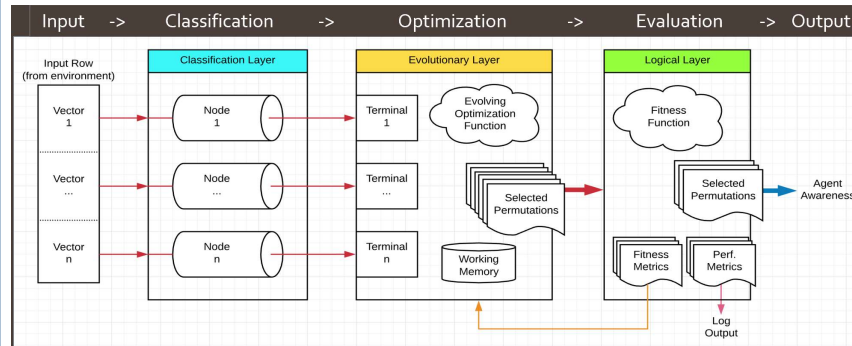 Input -> Classification -> Optimization -> Evaluation -> Output
Input Row
(from environment)
Vector
1
Vector
...
Vector
n
Classification Layer
Node
1
Node
...
Node
n
Evolutionary Layer
Terminal
1
Terminal
...
Terminal
n
Evolving
Optimization
Function
Selected
Permutations
Working
Memory
Logical Layer
Fitness
Function
Selected
Permutations
Fitness
Metrics
Perf.
Metrics
Log
Output
Agent
Awareness